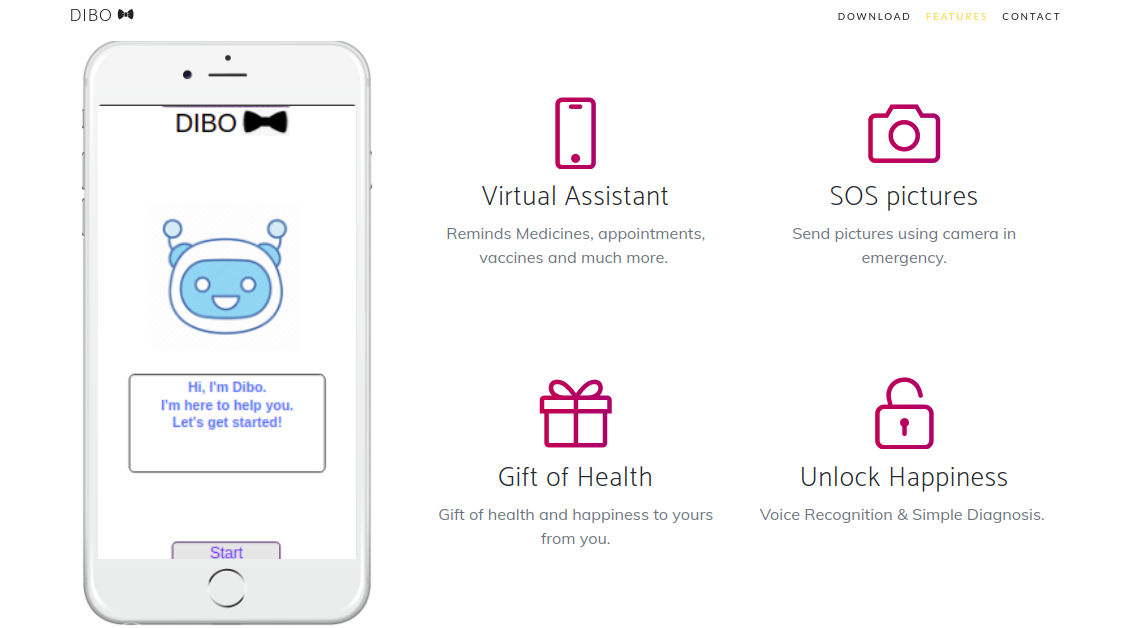 DIBO
DOWNLOAD FEATURES CONTACT
DIBO
Hi, I'm Dibo.
I'm here to help you.
Let's get started!
Start
Virtual Assistant
Reminds Medicines, appointments,
vaccines and much more.
SOS pictures
Send pictures using camera in
emergency.
Gift of Health
Gift of health and happiness to yours
from you.
Unlock Happiness
Voice Recognition & Simple Diagnosis.